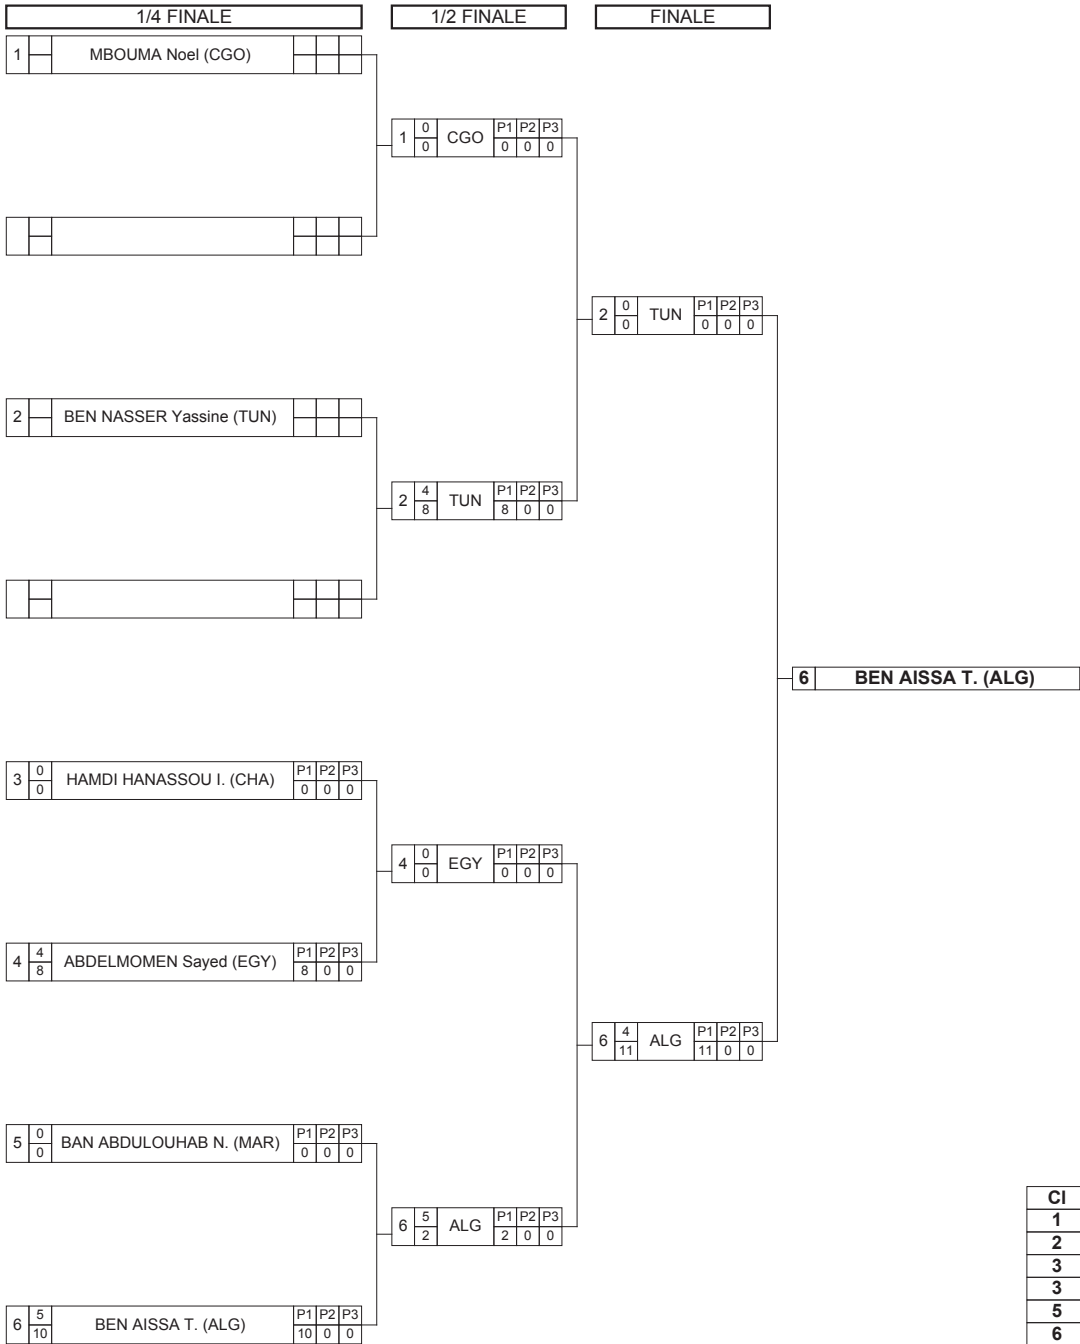 1/4 FINALE 1/2 FINALE FINALE
1 MBOUMA Noel (CGO)
1 0 CGO P1 P2 P3
0 0 0 0
2 0 TUN P1 P2 P3
0 0 0 0
2 BEN NASSER Yassine (TUN)
2 4 TUN P1 P2 P3
8 8 0 0
6 BEN AISSA T. (ALG)
3 0 HAMDI HANASSOU I. (CHA) P1 P2 P3
0 0 0 0
4 0 EGY P1 P2 P3
0 0 0 0
4 4 ABDELMOMEN Sayed (EGY) P1 P2 P3
8 8 0 0
6 4 ALG P1 P2 P3
11 11 0 0
5 0 BAN ABDULOUHAB N. (MAR) P1 P2 P3
0 0 0 0
6 5 ALG P1 P2 P3
2 2 0 0
6 5 BEN AISSA T. (ALG) P1 P2 P3
10 10 0 0
Cl
1
2
3
3
5
6